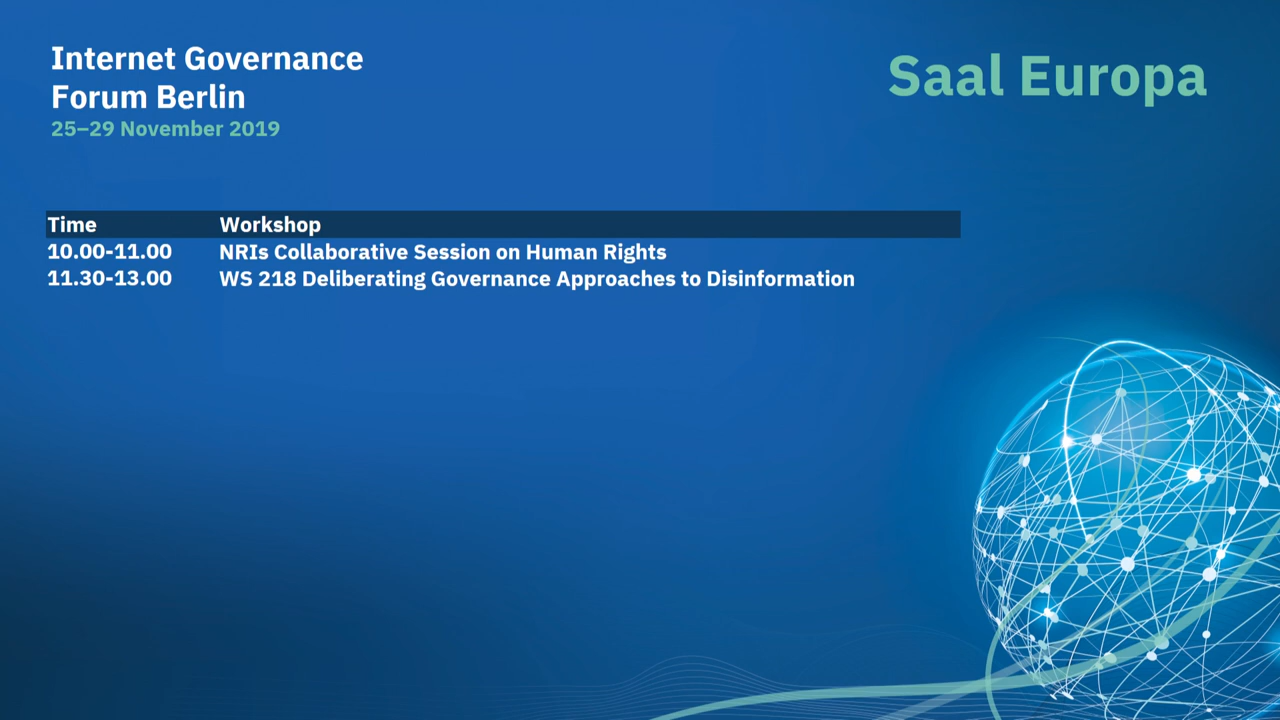 Internet Governance
Forum Berlin
25–29 November 2019
Saal Europa
Time Workshop
10.00-11.00 NRIs Collaborative Session on Human Rights
11.30-13.00 WS 218 Deliberating Governance Approaches to Disinformation